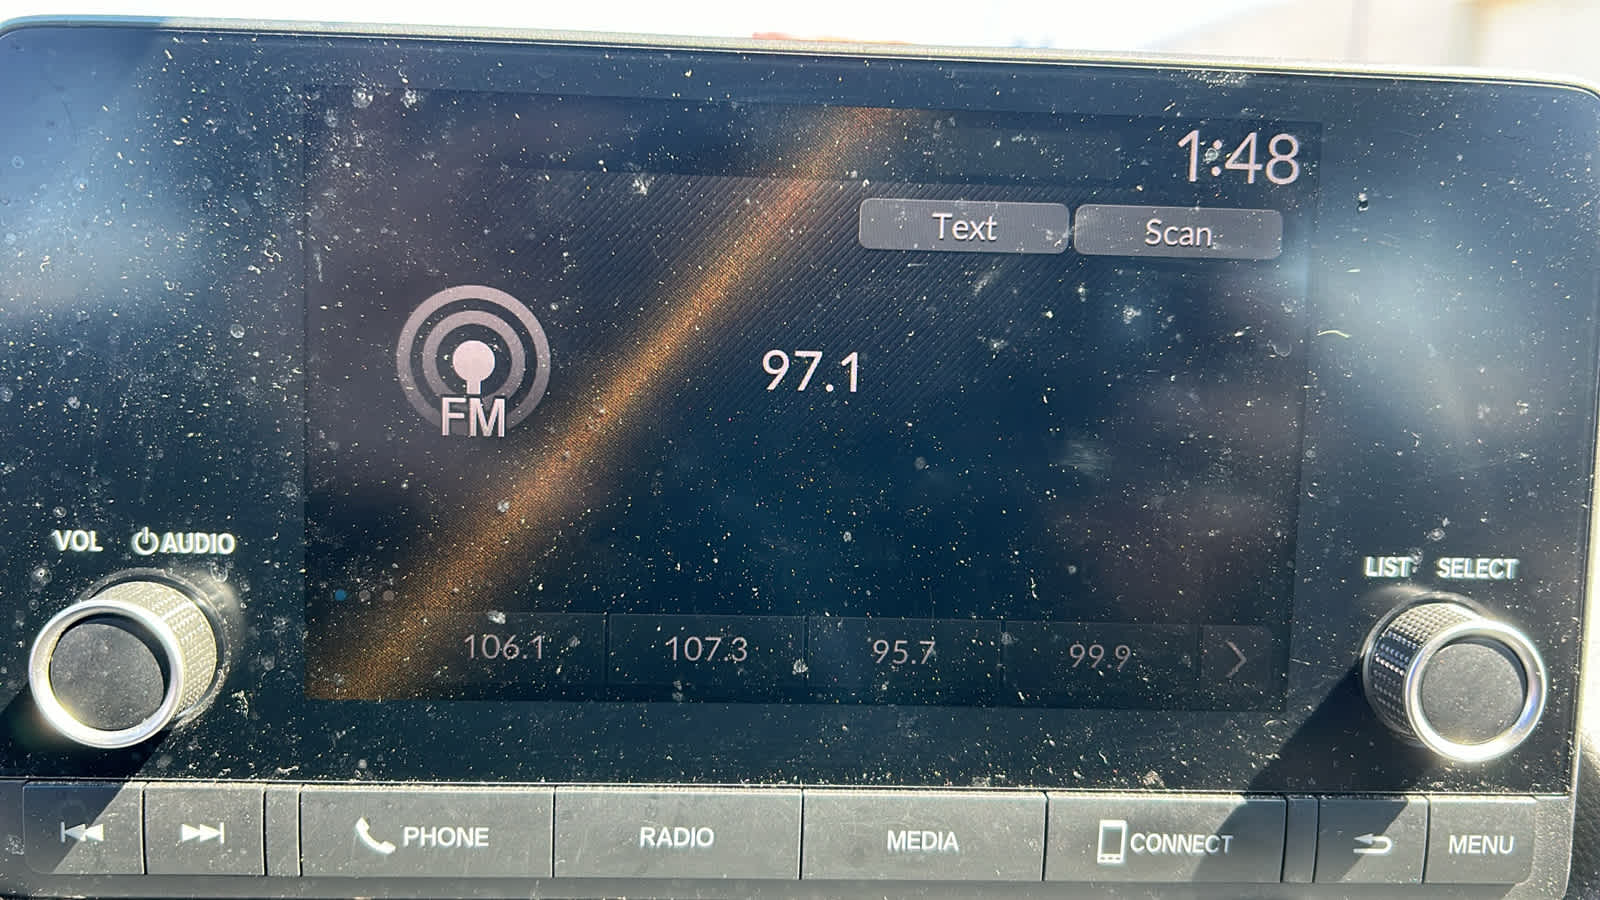 1:48
Text Scan
97.1
FM
VOL AUDIO
LIST SELECT
106.1 107.3 95.7 99.9
PHONE RADIO MEDIA CONNECT MENU